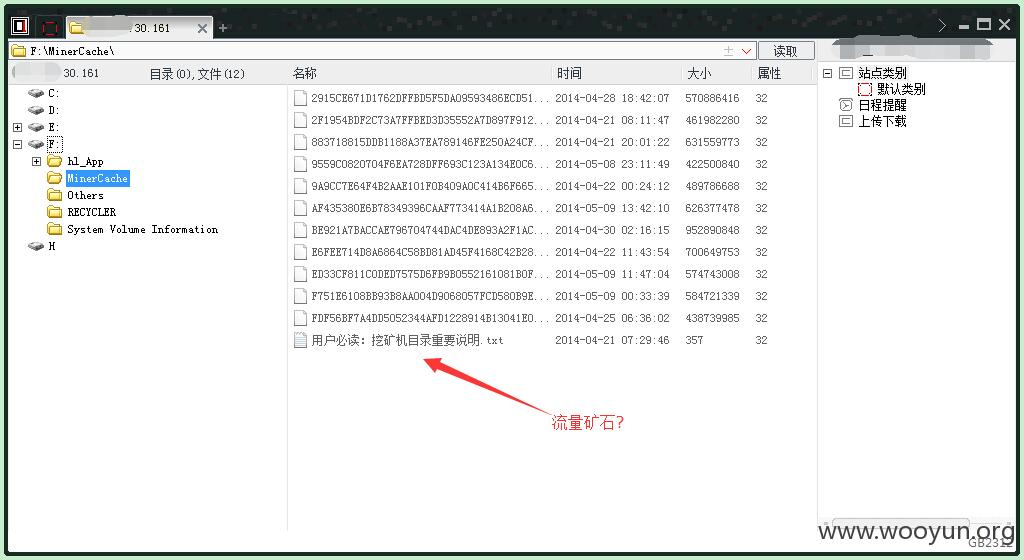 .30.161
F:\MinerCache\
读取
30.161 目录(0),文件(12)
名称 时间 大小 属性
C:
D:
E:
F:
hl_App
MinerCache
Others
RECYCLER
System Volume Information
H
2915CE671D1762DFFBD5F5DA09593486ECD51... 2014-04-28 18:42:07 570886416 32
2F1954BDF2C73A7FFBED3D35552A7D897F912... 2014-04-21 08:11:47 461982280 32
883718815DDB1188A37EA789146FE250A24CF... 2014-04-21 20:01:22 631559773 32
9559C0820704F6EA728DFF693C123A134E0C6... 2014-05-08 23:11:49 422500840 32
9A9CC7E64F4B2AAE101F0B409A0C414B6F665... 2014-04-22 00:24:12 489786688 32
AF435380E6B78349396CAAF773414A1B208A6... 2014-05-09 13:42:10 626377478 32
BE921A7BACCAE796704744DAC4DE893A2F1AC... 2014-04-30 02:16:15 952890848 32
E6FEE714D8A6864C58BD81AD45F4168C42B28... 2014-04-22 11:43:54 700649753 32
ED33CF811C0DED7575D6FB9B0552161081B0F... 2014-05-09 11:47:04 574743008 32
F751E6108BB93B8AA004D9068057FCD580B9E... 2014-05-09 00:33:39 584721339 32
FDF56BF7A4DD5052344AFD1228914B13041E0... 2014-04-25 06:36:02 438739985 32
用户必读：挖矿机目录重要说明.txt 2014-04-21 07:29:46 357 32
流量矿石？
站点类别
默认类别
日程提醒
上传下载
www.wooyun.org
GB2312